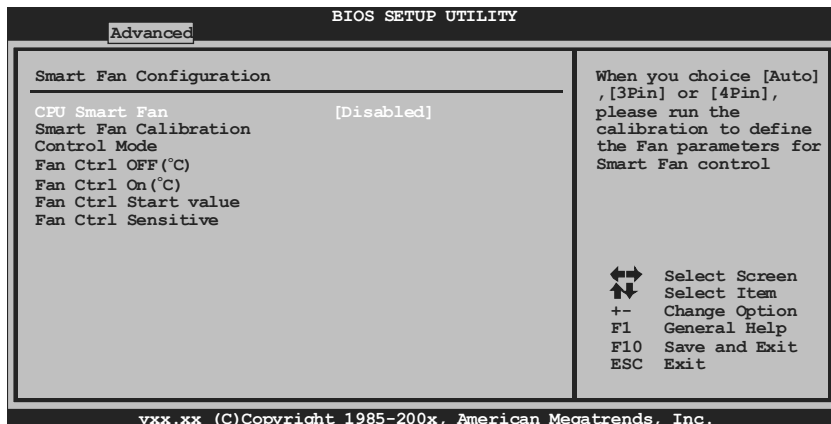 BIOS SETUP UTILITY
Advanced
Smart Fan Configuration
CPU Smart Fan [Disabled]
Smart Fan Calibration
Control Mode
Fan Ctrl OFF(°C)
Fan Ctrl On(°C)
Fan Ctrl Start value
Fan Ctrl Sensitive
When you choice [Auto]
,[3Pin] or [4Pin],
please run the
calibration to define
the Fan parameters for
Smart Fan control
Select Screen
Select Item
+- Change Option
F1 General Help
F10 Save and Exit
ESC Exit
vxx.xx (C)Copyright 1985-200x, American Megatrends, Inc.